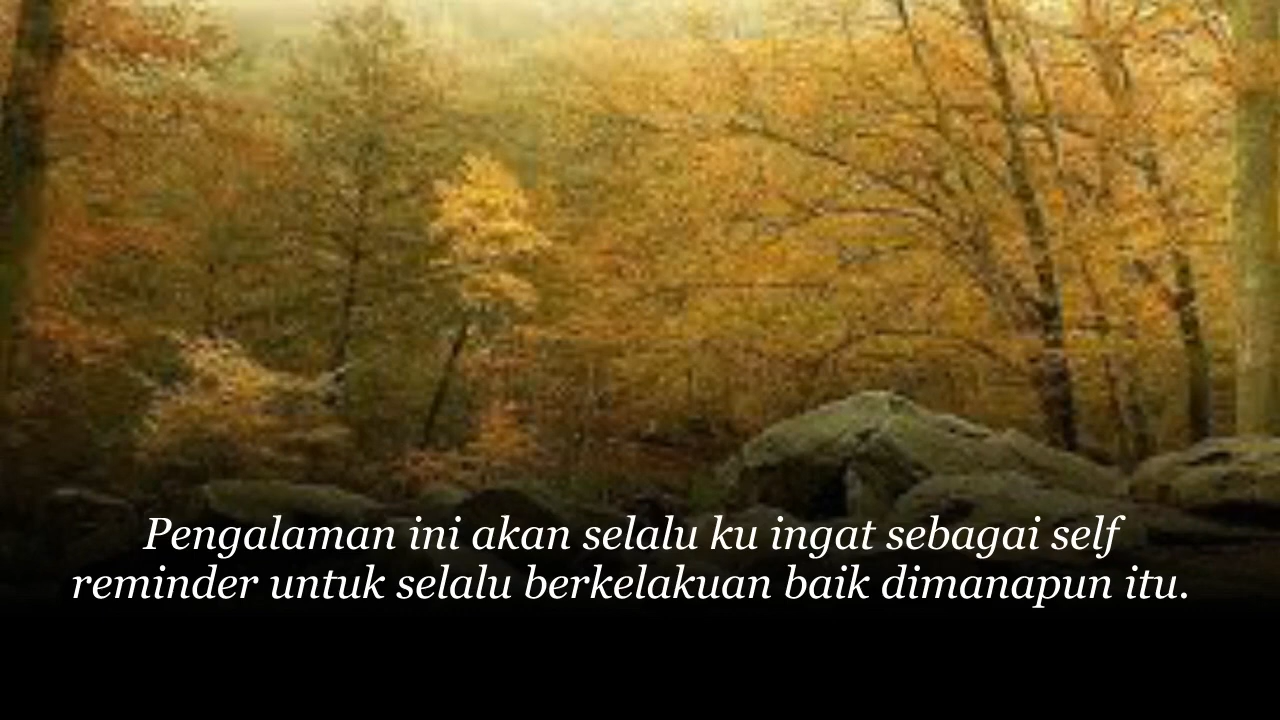 Pengalaman ini akan selalu ku ingat sebagai self
reminder untuk selalu berkelakuan baik dimanapun itu.